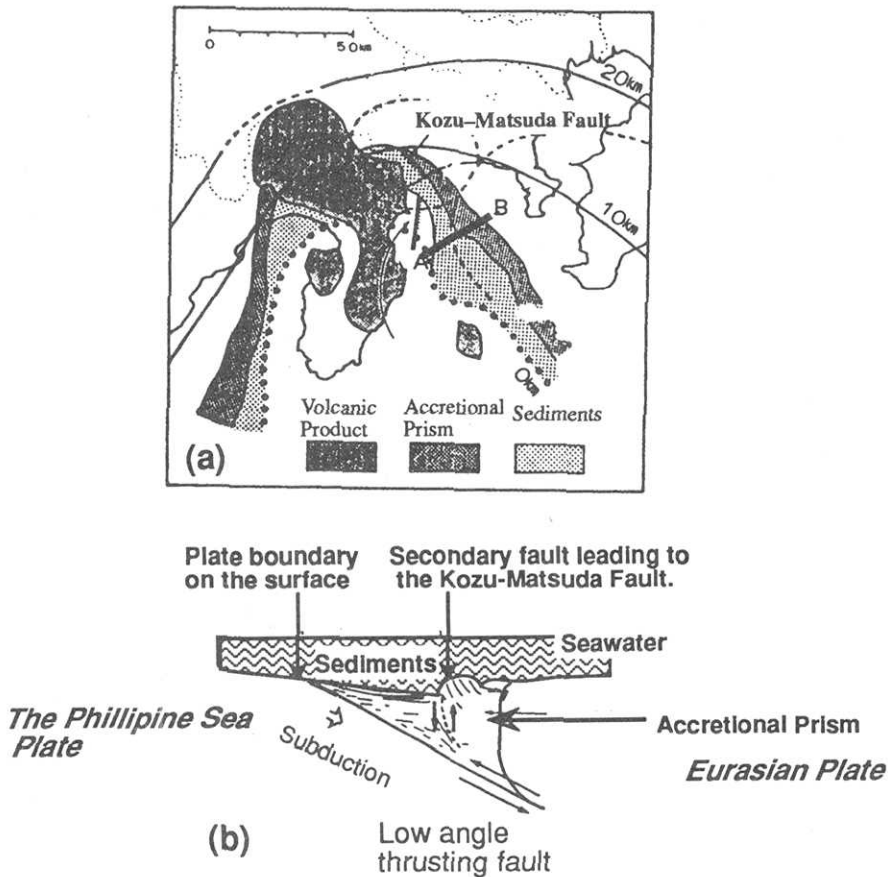 0 50km
20km
Kozu–Matsuda Fault
B
10km
A
0km
Volcanic Product
Accretional Prism
Sediments
(a)
Plate boundary
on the surface
Secondary fault leading to
the Kozu-Matsuda Fault.
Seawater
Sediments
The Phillipine Sea
Plate
Subduction
Accretional Prism
Eurasian Plate
(b)
Low angle
thrusting fault